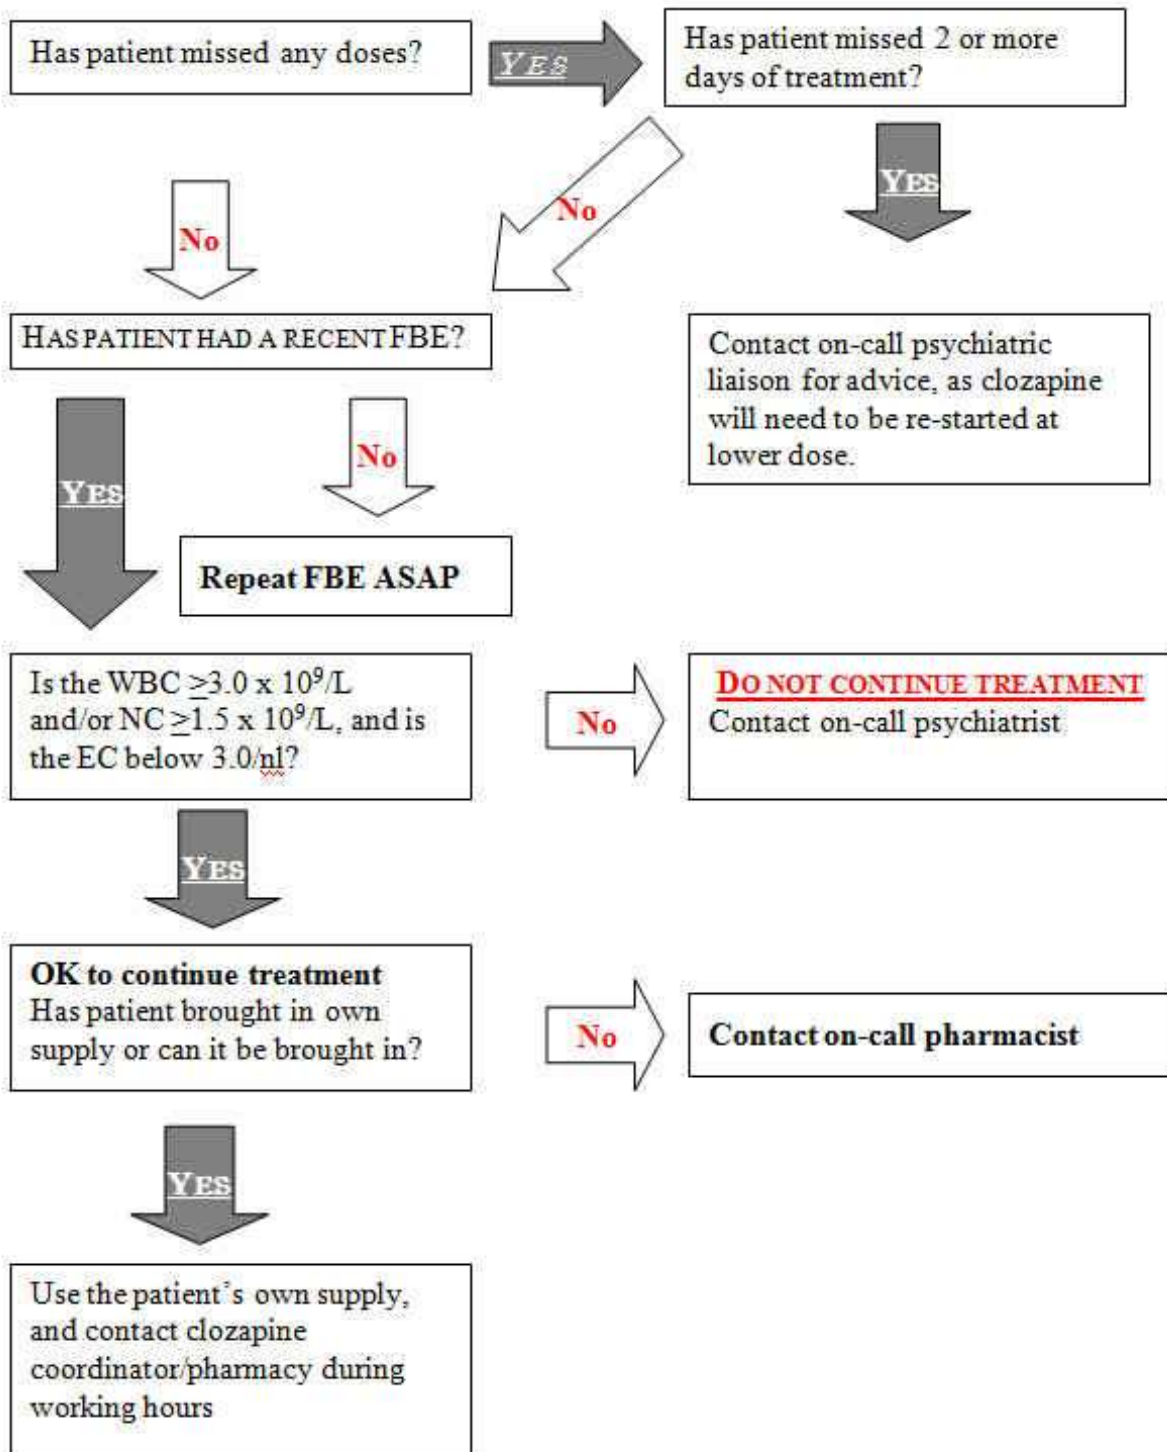 Has patient missed any doses?
YES
Has patient missed 2 or more
days of treatment?
No
No
YES
HAS PATIENT HAD A RECENT FBE?
Contact on-call psychiatric
liaison for advice, as clozapine
will need to be re-started at
lower dose.
YES
No
Repeat FBE ASAP
Is the WBC ≥3.0 x 10⁹/L
and/or NC ≥1.5 x 10⁹/L, and is
the EC below 3.0/nl?
No
DO NOT CONTINUE TREATMENT
Contact on-call psychiatrist
YES
OK to continue treatment
Has patient brought in own
supply or can it be brought in?
No
Contact on-call pharmacist
YES
Use the patient's own supply,
and contact clozapine
coordinator/pharmacy during
working hours